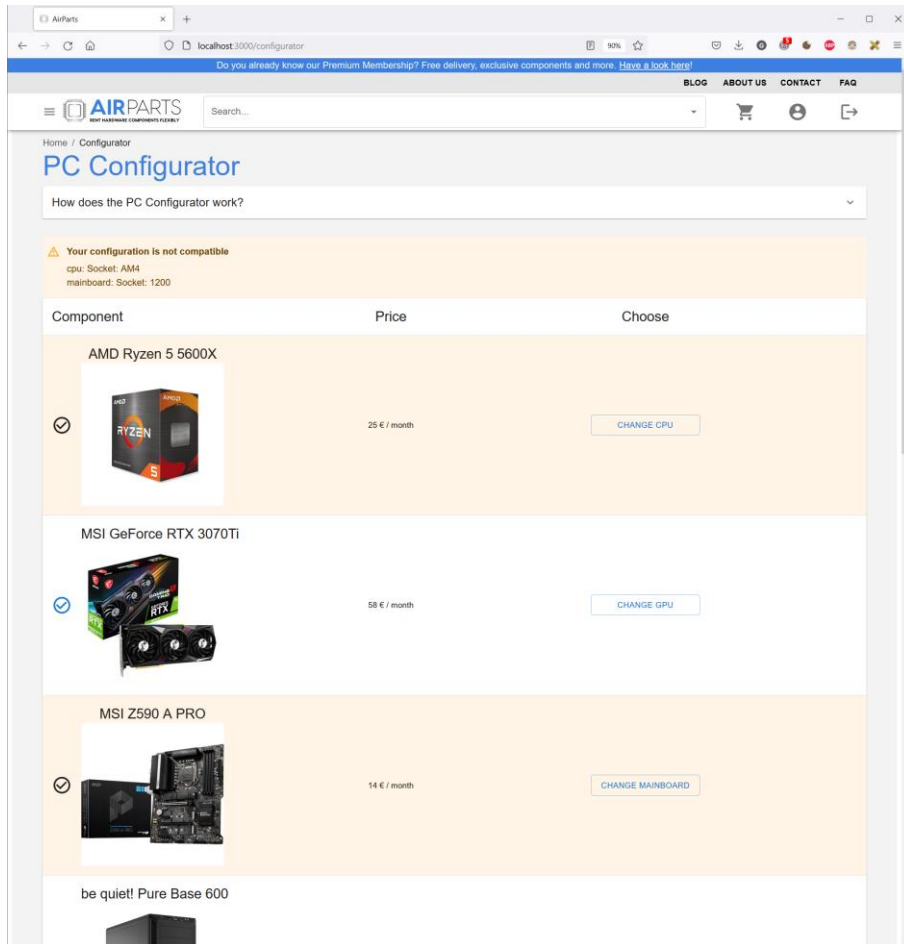 AirParts
localhost:3000/configurator
90%
Do you already know our Premium Membership? Free delivery, exclusive components and more. Have a look here!
BLOG ABOUT US CONTACT FAQ
AIRPARTS
RENT HARDWARE COMPONENTS FLEXIBLY
Search...
Home / Configurator
PC Configurator
How does the PC Configurator work?
Your configuration is not compatible
cpu: Socket: AM4
mainboard: Socket: 1200
Component Price Choose
AMD Ryzen 5 5600X
AMD
RYZEN
5
25 € / month CHANGE CPU
MSI GeForce RTX 3070Ti
RTX
58 € / month CHANGE GPU
MSI Z590 A PRO
14 € / month CHANGE MAINBOARD
be quiet! Pure Base 600